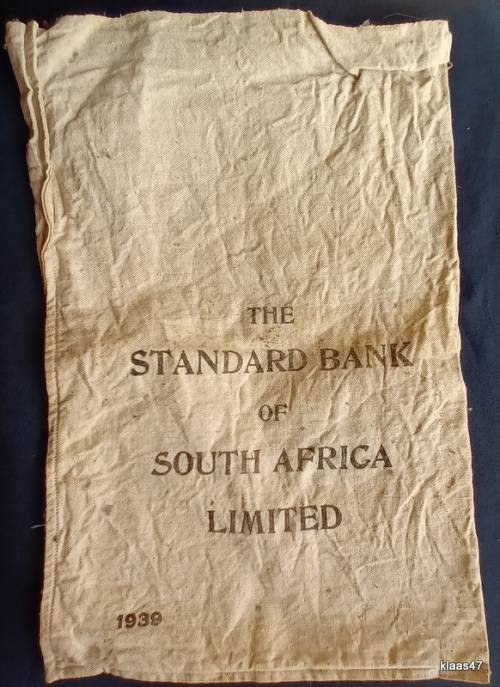 THE
STANDARD BANK
OF
SOUTH AFRICA
LIMITED
1939
klaas47